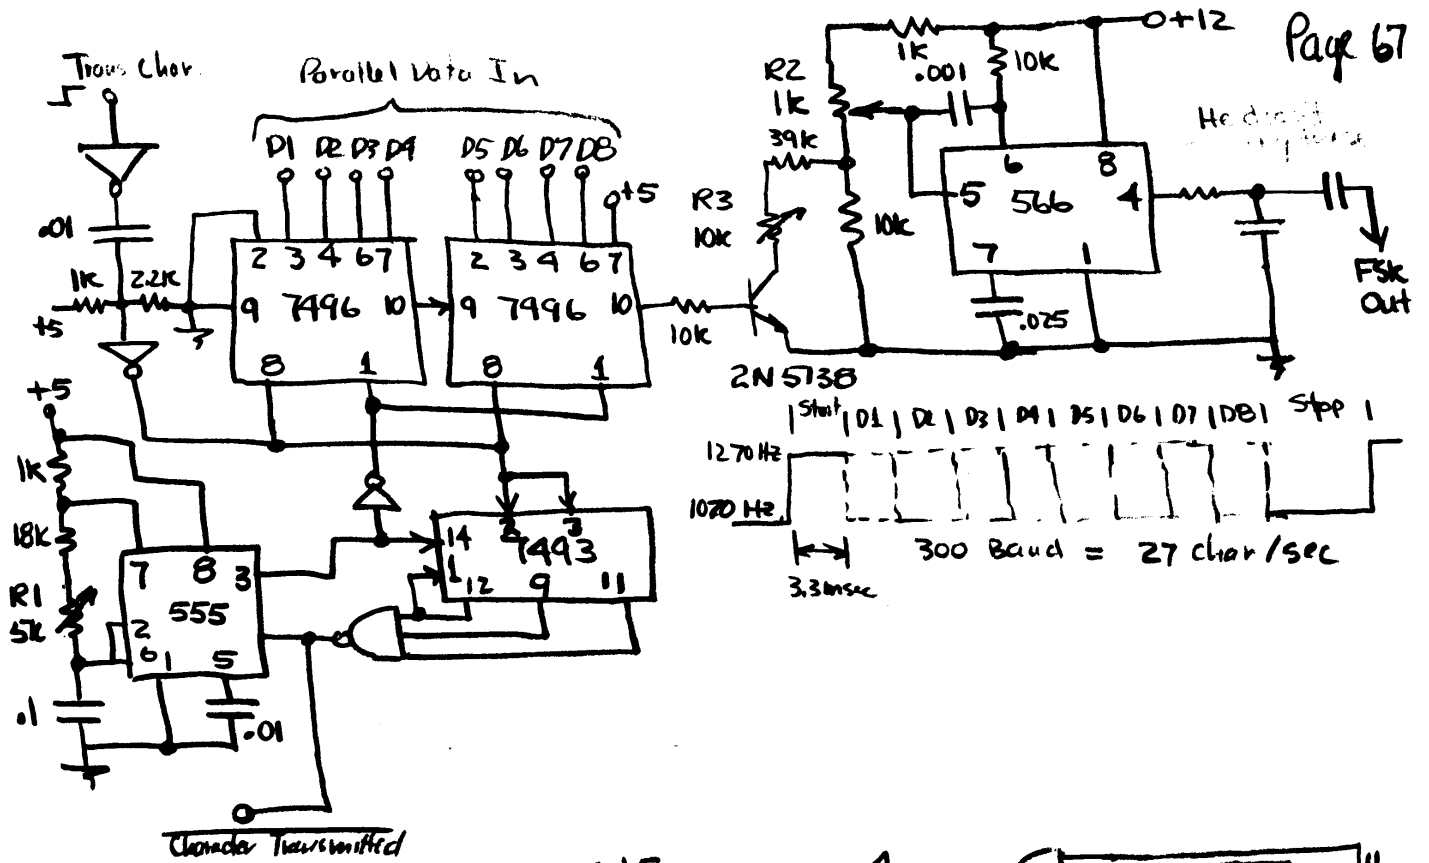 Page 67
Trans Char.
Parallel Data In
D1 D2 D3 D4 D5 D6 D7 D8
+5
.01
1K 2.2K
+5
2 3 4 6 7
9 7496 10
8 1
2 3 4 6 7
9 7496 10
8 1
10K
R3
10K
2N5738
R2
1K
39K
1K
.001
10K
+12
10K
6 8
5 566 4
7 1
.025
FSK
Out
+5
1K
18K
R1
5K
.1
7 8 3
555
2
6 1 5
.01
14 2 3
7493
1 12 9 11
Character Transmitted
Start D1 D2 D3 D4 D5 D6 D7 D8 Stop
1270 Hz
1070 Hz
3.3msec
300 Baud = 27 Char/sec